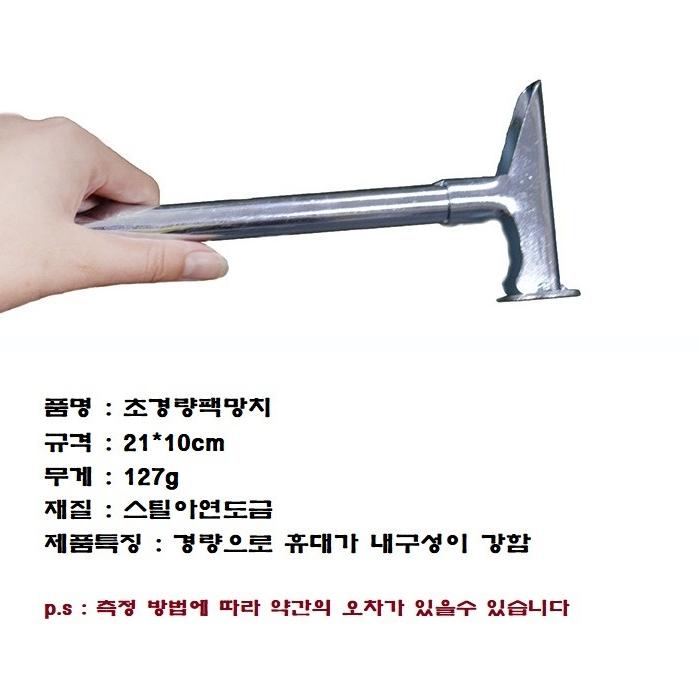 품명 : 초경량팩망치
규격 : 21*10cm
무게 : 127g
재질 : 스틸아연도금
제품특징 : 경량으로 휴대가 내구성이 강함
p.s : 측정 방법에 따라 약간의 오차가 있을수 있습니다